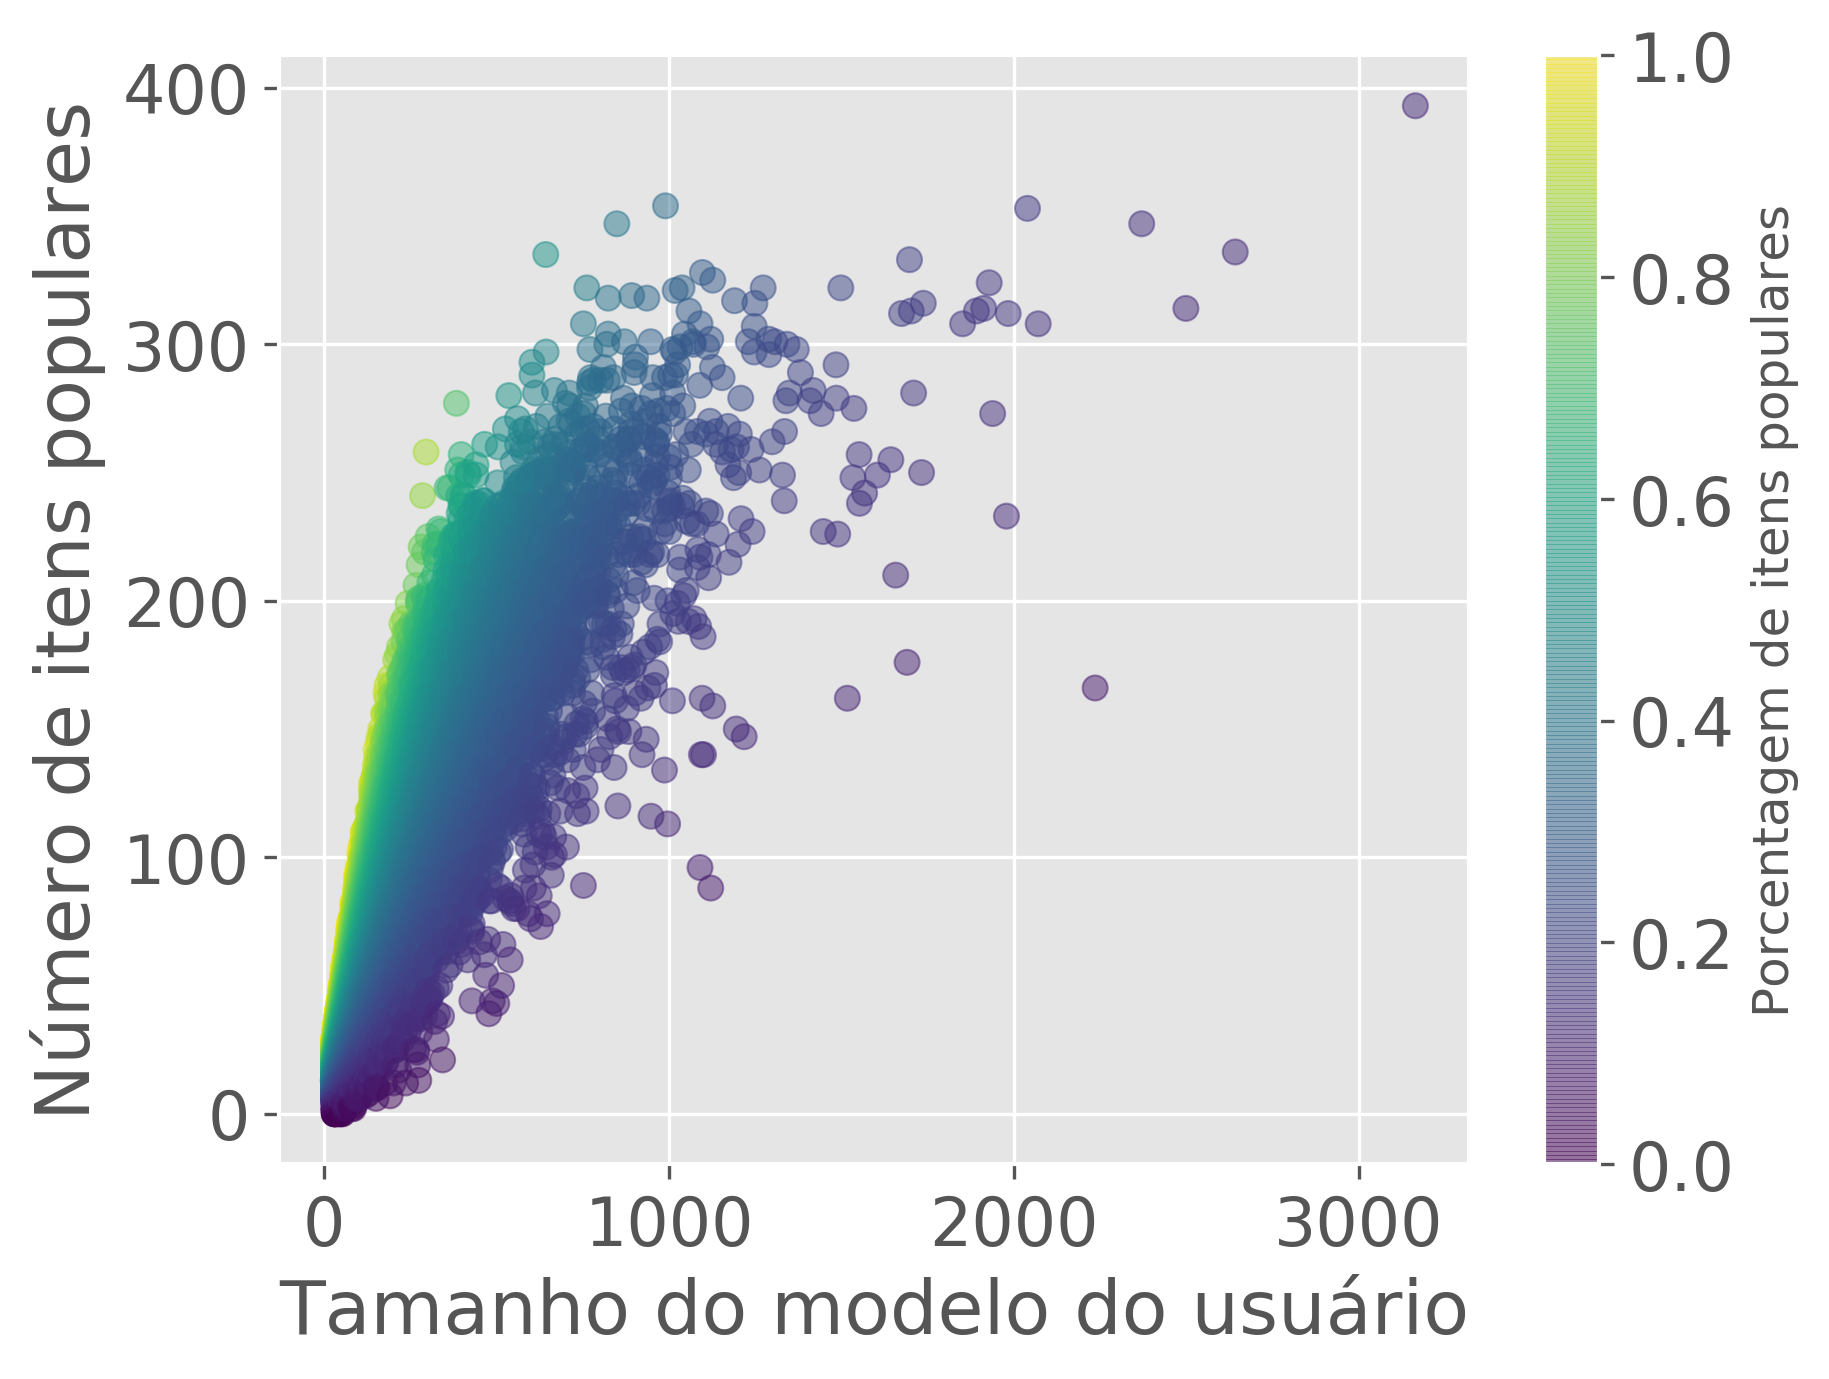 400
300
200
100
0
Número de itens populares
0 1000 2000 3000
Tamanho do modelo do usuário
1.0
0.8
0.6
0.4
0.2
0.0
Porcentagem de itens populares